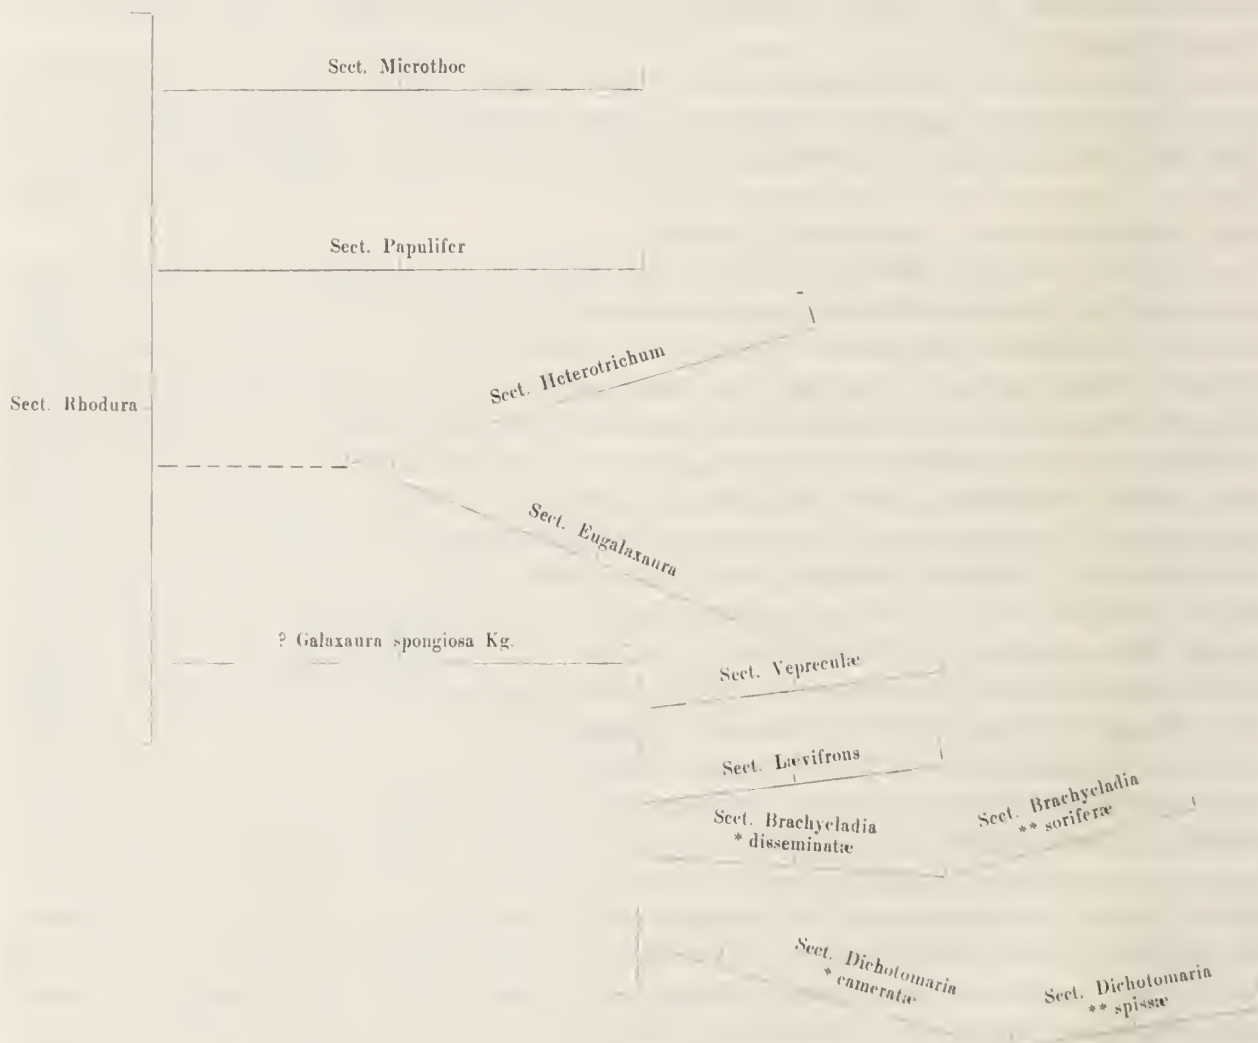 Sect. Microthoe
Sect. Papulifer
Sect. Heterotrichum
Sect. Rhodura
Sect. Eugalaxaura
? Galaxaura spongiosa Kg.
Sect. Vepreculæ
Sect. Lævifrons
Sect. Brachycladia
* disseminatæ
Sect. Brachycladia
** soriferæ
Sect. Dichotomaria
* cameratæ
Sect. Dichotomaria
** spissæ